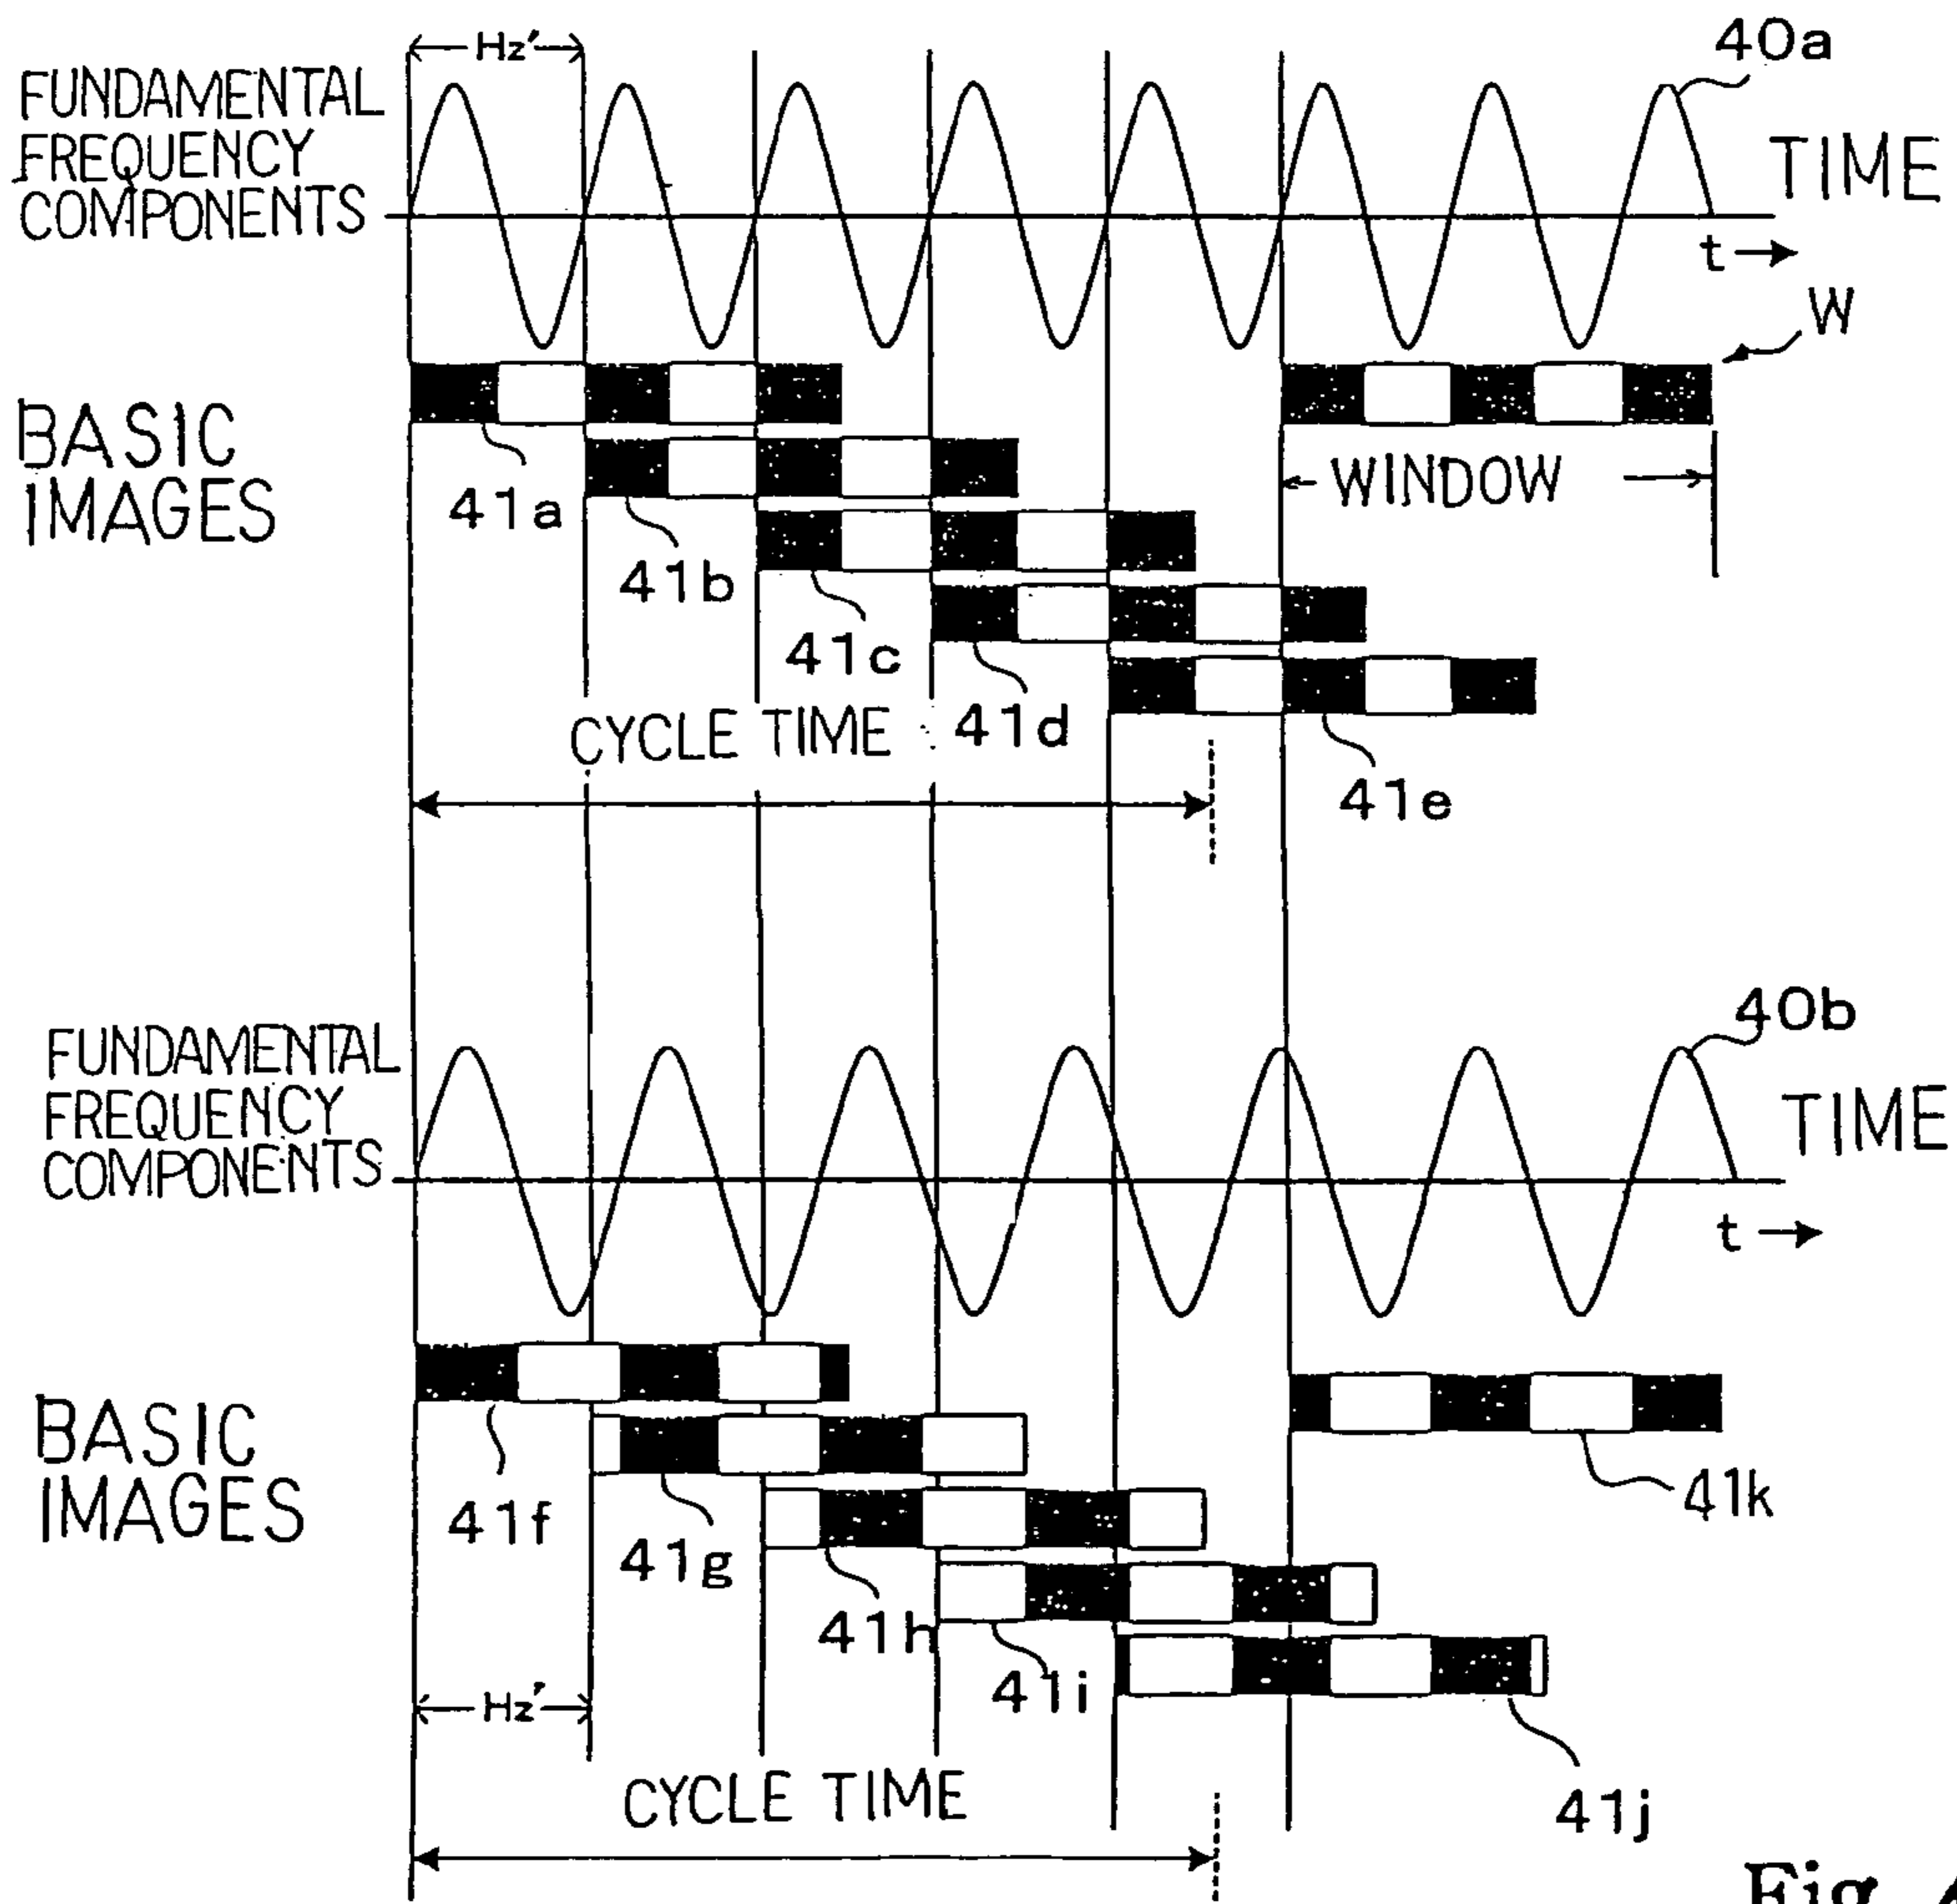 Hz'
40a
FUNDAMENTAL
FREQUENCY
COMPONENTS
TIME
t
W
BASIC
IMAGES
WINDOW
41a
41b
41c
41d
41e
CYCLE TIME
40b
FUNDAMENTAL
FREQUENCY
COMPONENTS
TIME
t
BASIC
IMAGES
41f
41g
41h
41i
41k
Hz'
41j
CYCLE TIME
Fig.